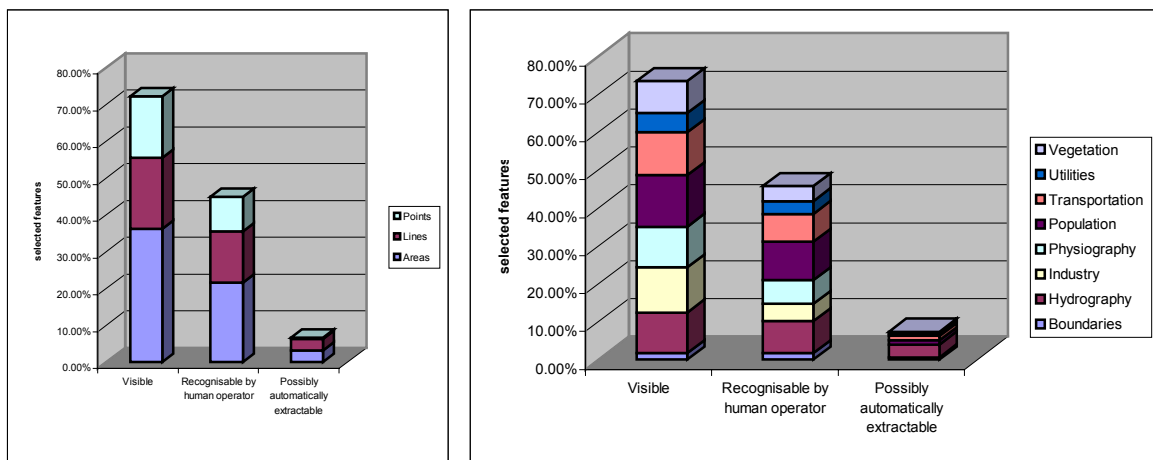 80.00%
70.00%
60.00%
50.00%
40.00%
30.00%
20.00%
10.00%
0.00%
selected features
Visible
Recognisable by
human operator
Possibly
automatically
extractable
Points
Lines
Areas
80.00%
70.00%
60.00%
50.00%
40.00%
30.00%
20.00%
10.00%
0.00%
selected features
Visible
Recognisable by
human operator
Possibly
automatically
extractable
Vegetation
Utilities
Transportation
Population
Physiography
Industry
Hydrography
Boundaries